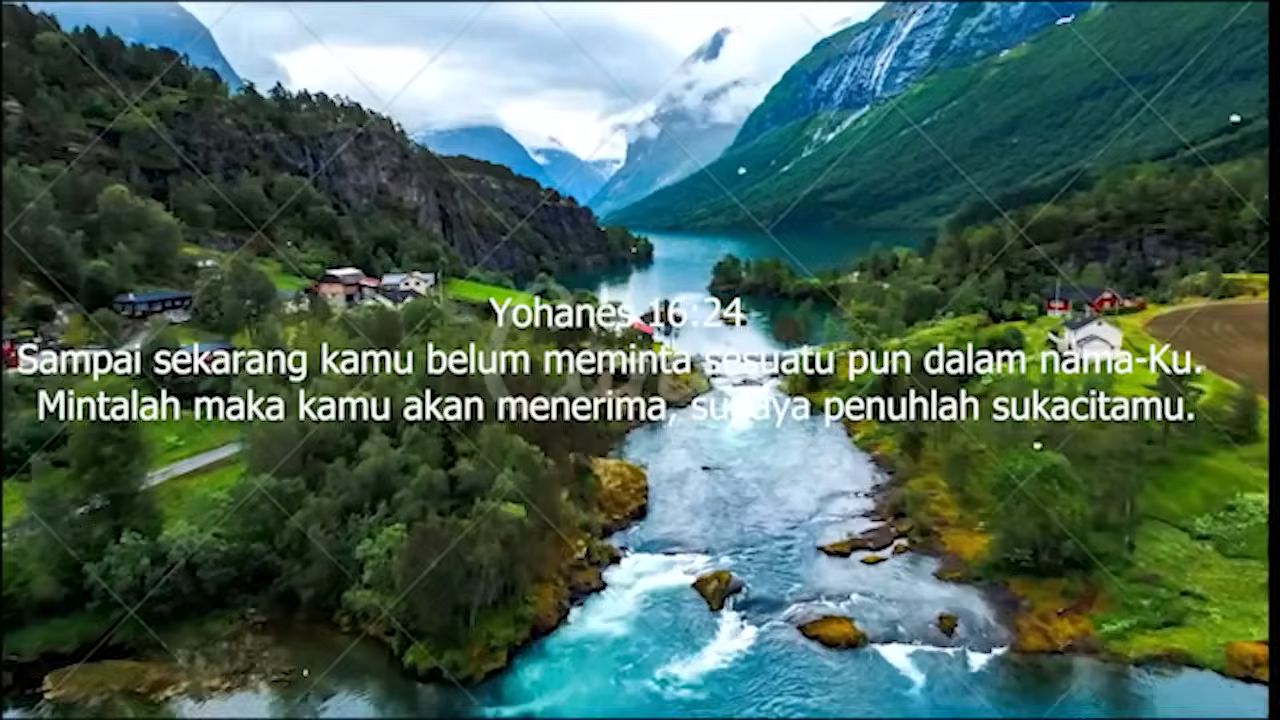 Yohanes 16:24
Sampai sekarang kamu belum meminta sesuatu pun dalam nama-Ku.
Mintalah maka kamu akan menerima, supaya penuhlah sukacitamu.